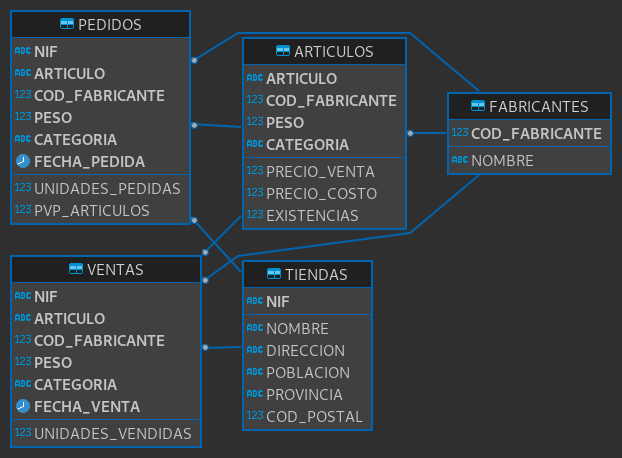 PEDIDOS
ABC NIF
ABC ARTICULO
123 COD_FABRICANTE
123 PESO
ABC CATEGORIA
FECHA_PEDIDA
123 UNIDADES_PEDIDAS
123 PVP_ARTICULOS
ARTICULOS
ABC ARTICULO
123 COD_FABRICANTE
123 PESO
ABC CATEGORIA
123 PRECIO_VENTA
123 PRECIO_COSTO
123 EXISTENCIAS
FABRICANTES
123 COD_FABRICANTE
ABC NOMBRE
VENTAS
ABC NIF
ABC ARTICULO
123 COD_FABRICANTE
123 PESO
ABC CATEGORIA
FECHA_VENTA
123 UNIDADES_VENDIDAS
TIENDAS
ABC NIF
ABC NOMBRE
ABC DIRECCION
ABC POBLACION
ABC PROVINCIA
123 COD_POSTAL